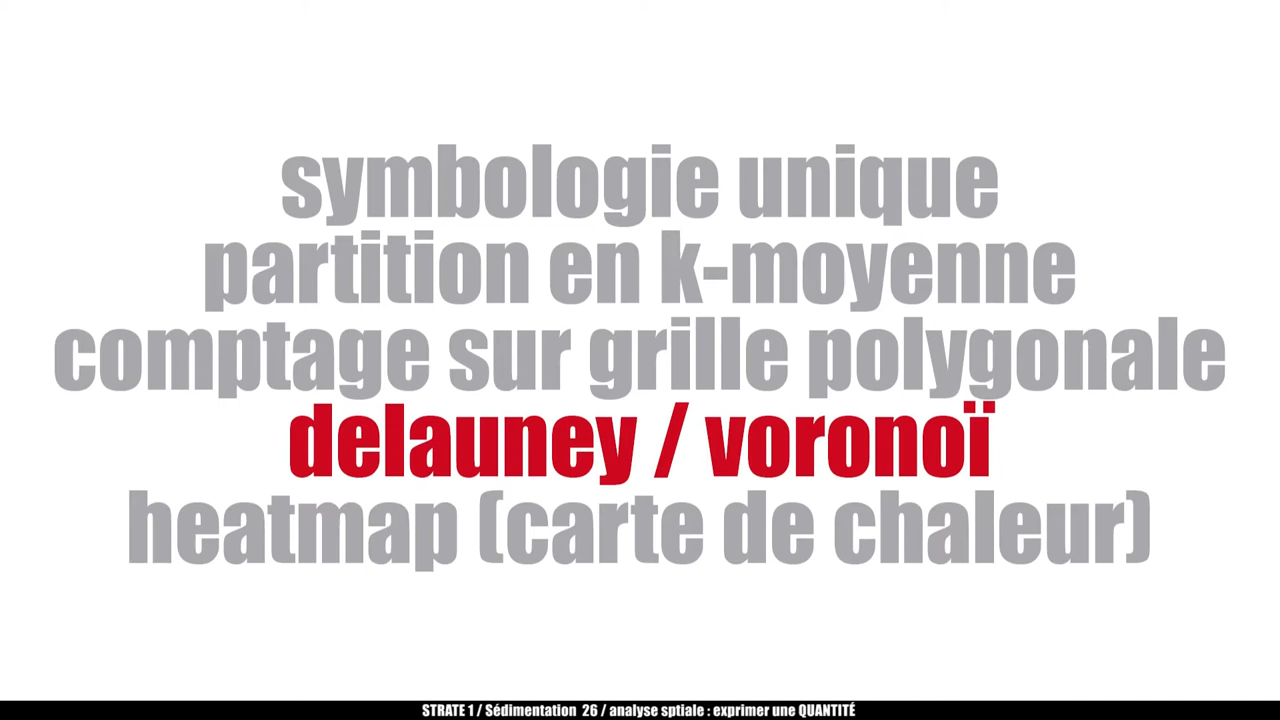 symbologie unique
partition en k-moyenne
comptage sur grille polygonale
delauney / voronoï
heatmap (carte de chaleur)
STRATE 1 / Sédimentation 26 / analyse sptiale : exprimer une QUANTITÉ